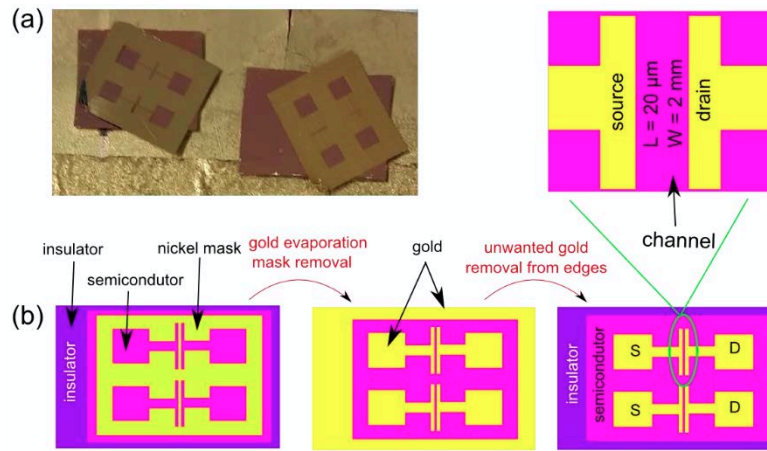 (a)
source
L = 20 µm
W = 2 mm
drain
channel
insulator
semicondutor
nickel mask
gold evaporation
mask removal
gold
unwanted gold
removal from edges
(b)
insulator
insulator
semicondutor
S
D
S
D